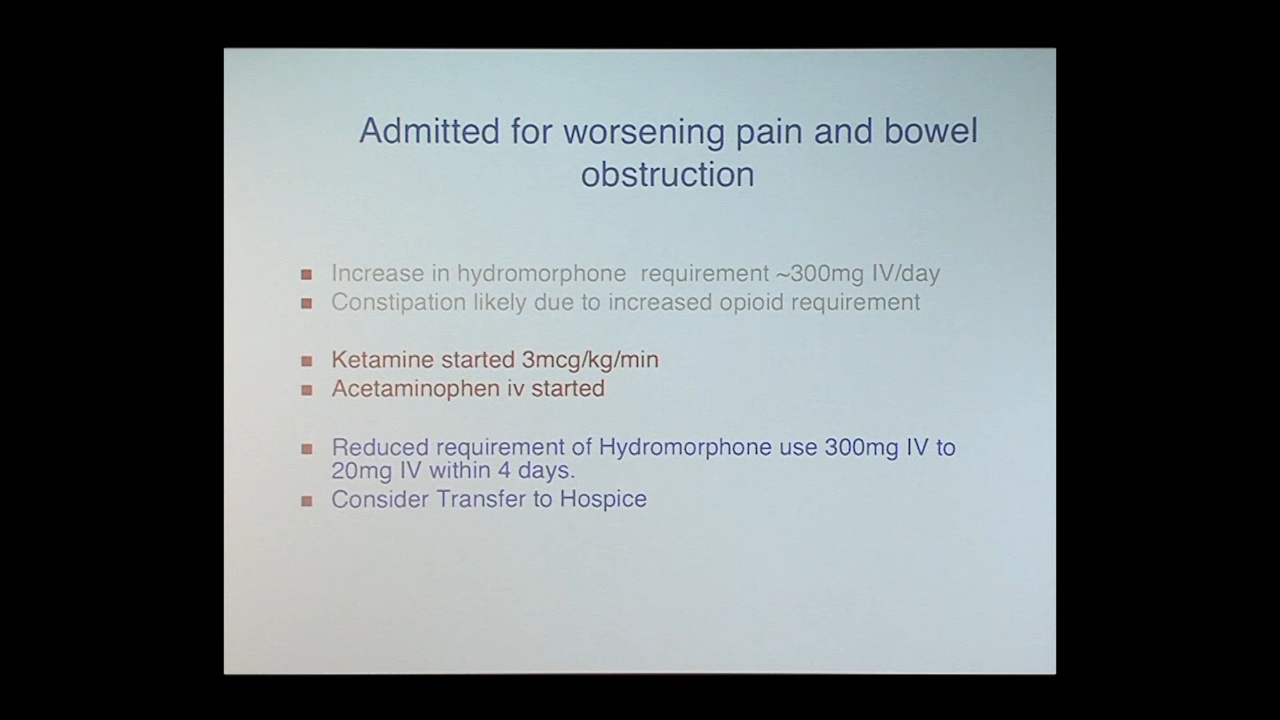 Admitted for worsening pain and bowel
obstruction
Increase in hydromorphone requirement ~300mg IV/day
Constipation likely due to increased opioid requirement
Ketamine started 3mcg/kg/min
Acetaminophen iv started
Reduced requirement of Hydromorphone use 300mg IV to
20mg IV within 4 days.
Consider Transfer to Hospice